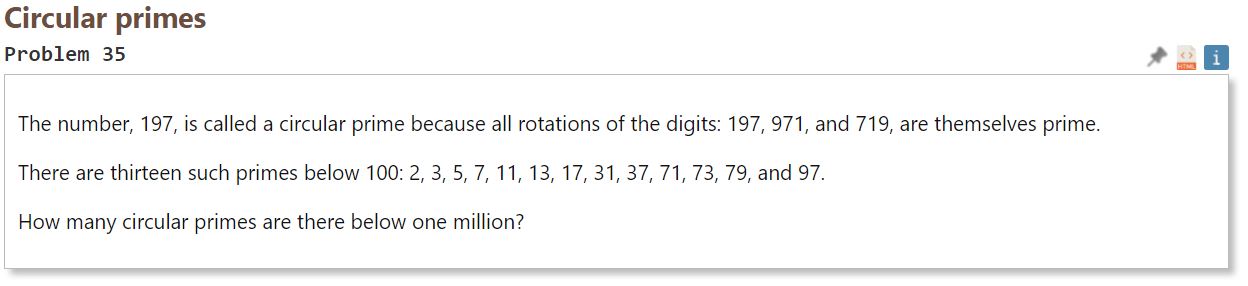 Circular primes
Problem 35
HTML
i
The number, 197, is called a circular prime because all rotations of the digits: 197, 971, and 719, are themselves prime.
There are thirteen such primes below 100: 2, 3, 5, 7, 11, 13, 17, 31, 37, 71, 73, 79, and 97.
How many circular primes are there below one million?